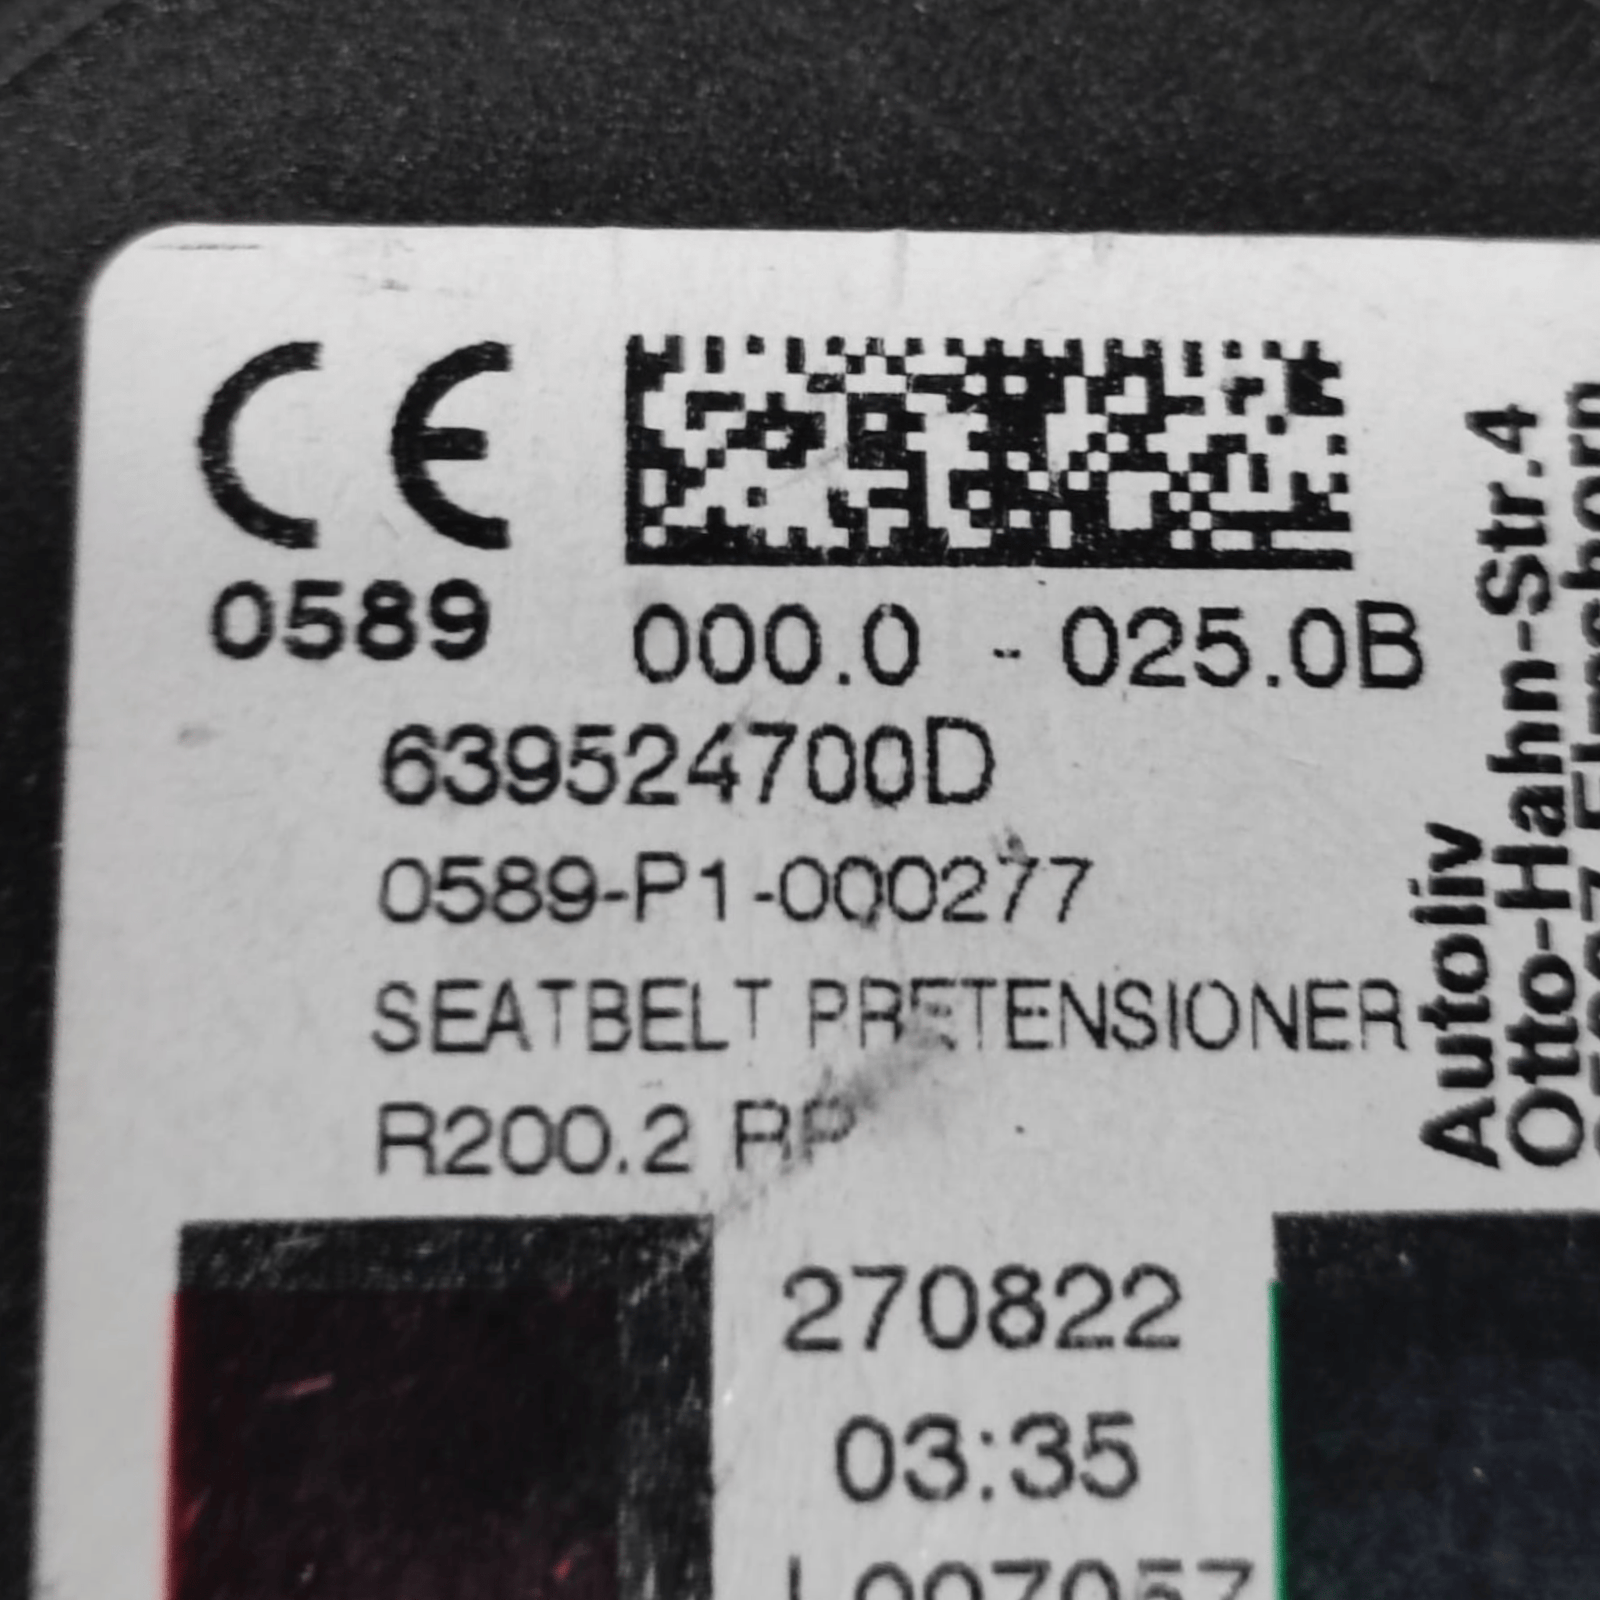 CE
0589
000.0 - 025.0B
639524700D
0589-P1-000277
SEATBELT PRETENSIONER
R200.2 RP
270822
03:35
Autoliv
Otto-Hahn-Str.4
Elmshorn